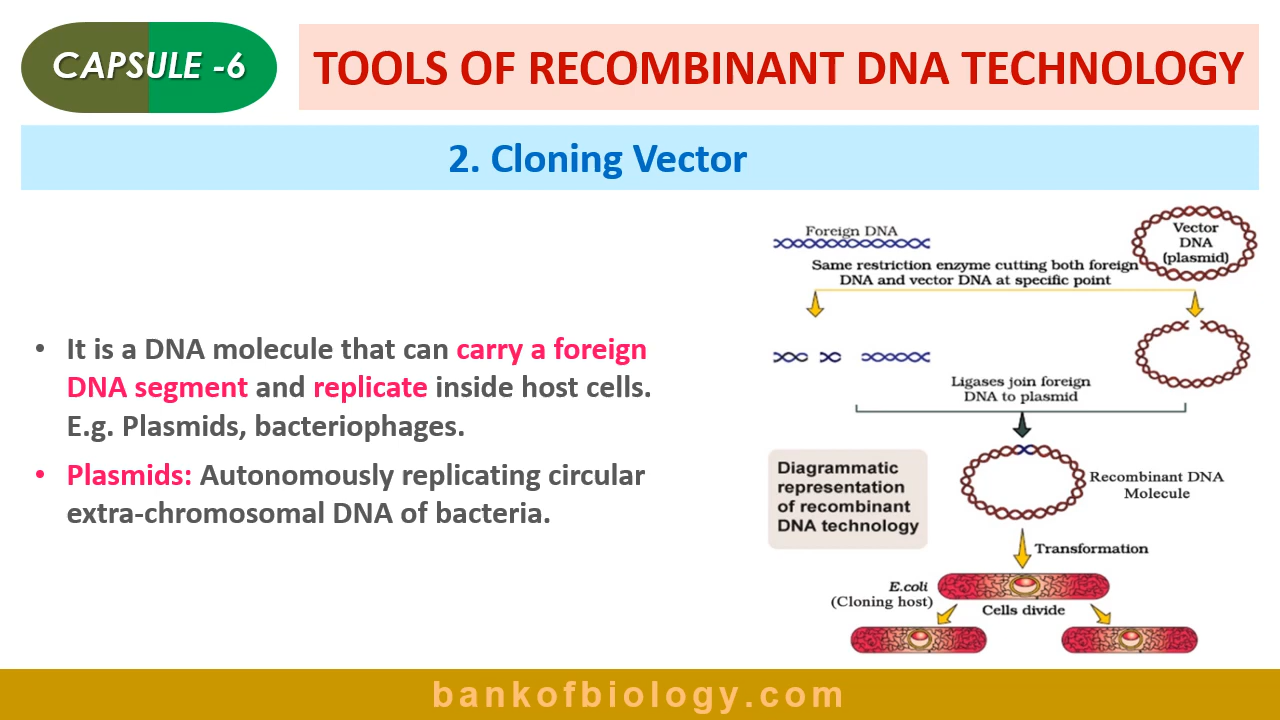 CAPSULE -6
TOOLS OF RECOMBINANT DNA TECHNOLOGY
2. Cloning Vector
• It is a DNA molecule that can carry a foreign
DNA segment and replicate inside host cells.
E.g. Plasmids, bacteriophages.
• Plasmids: Autonomously replicating circular
extra-chromosomal DNA of bacteria.
Foreign DNA
Vector
DNA
(plasmid)
Same restriction enzyme cutting both foreign
DNA and vector DNA at specific point
Ligases join foreign
DNA to plasmid
Diagrammatic
representation
of recombinant
DNA technology
Recombinant DNA
Molecule
Transformation
E.coli
(Cloning host)
Cells divide
bankofbiology.com